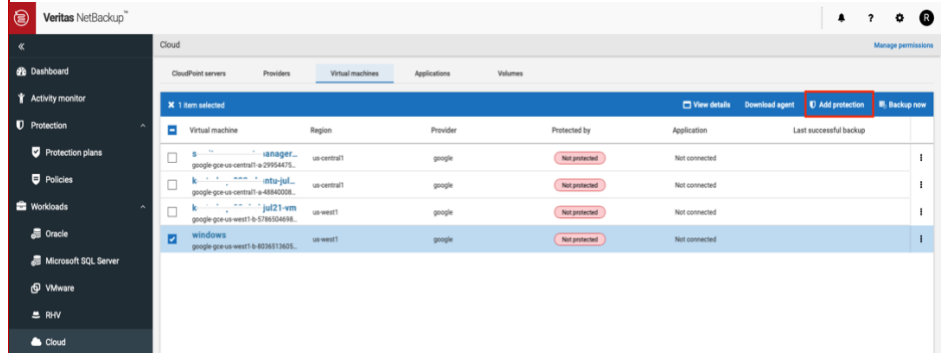 Veritas NetBackup™
? R
«
Cloud
Manage permissions
Dashboard
Activity monitor
Protection
Protection plans
Policies
Workloads
Oracle
Microsoft SQL Server
VMware
RHV
Cloud
CloudPoint servers Providers Virtual machines Applications Volumes
1 item selected View details Download agent Add protection Backup now
Virtual machine Region Provider Protected by Application Last successful backup
s anager... us-central1 google Not protected Not connected
google-gce-us-central1-a-29954475...
k ntu-jul... us-central1 google Not protected Not connected
google-gce-us-central1-a-48840008...
k jul21-vm us-west1 google Not protected Not connected
google-gce-us-west1-b-5786504698...
windows us-west1 google Not protected Not connected
google-gce-us-west1-b-8036513605...